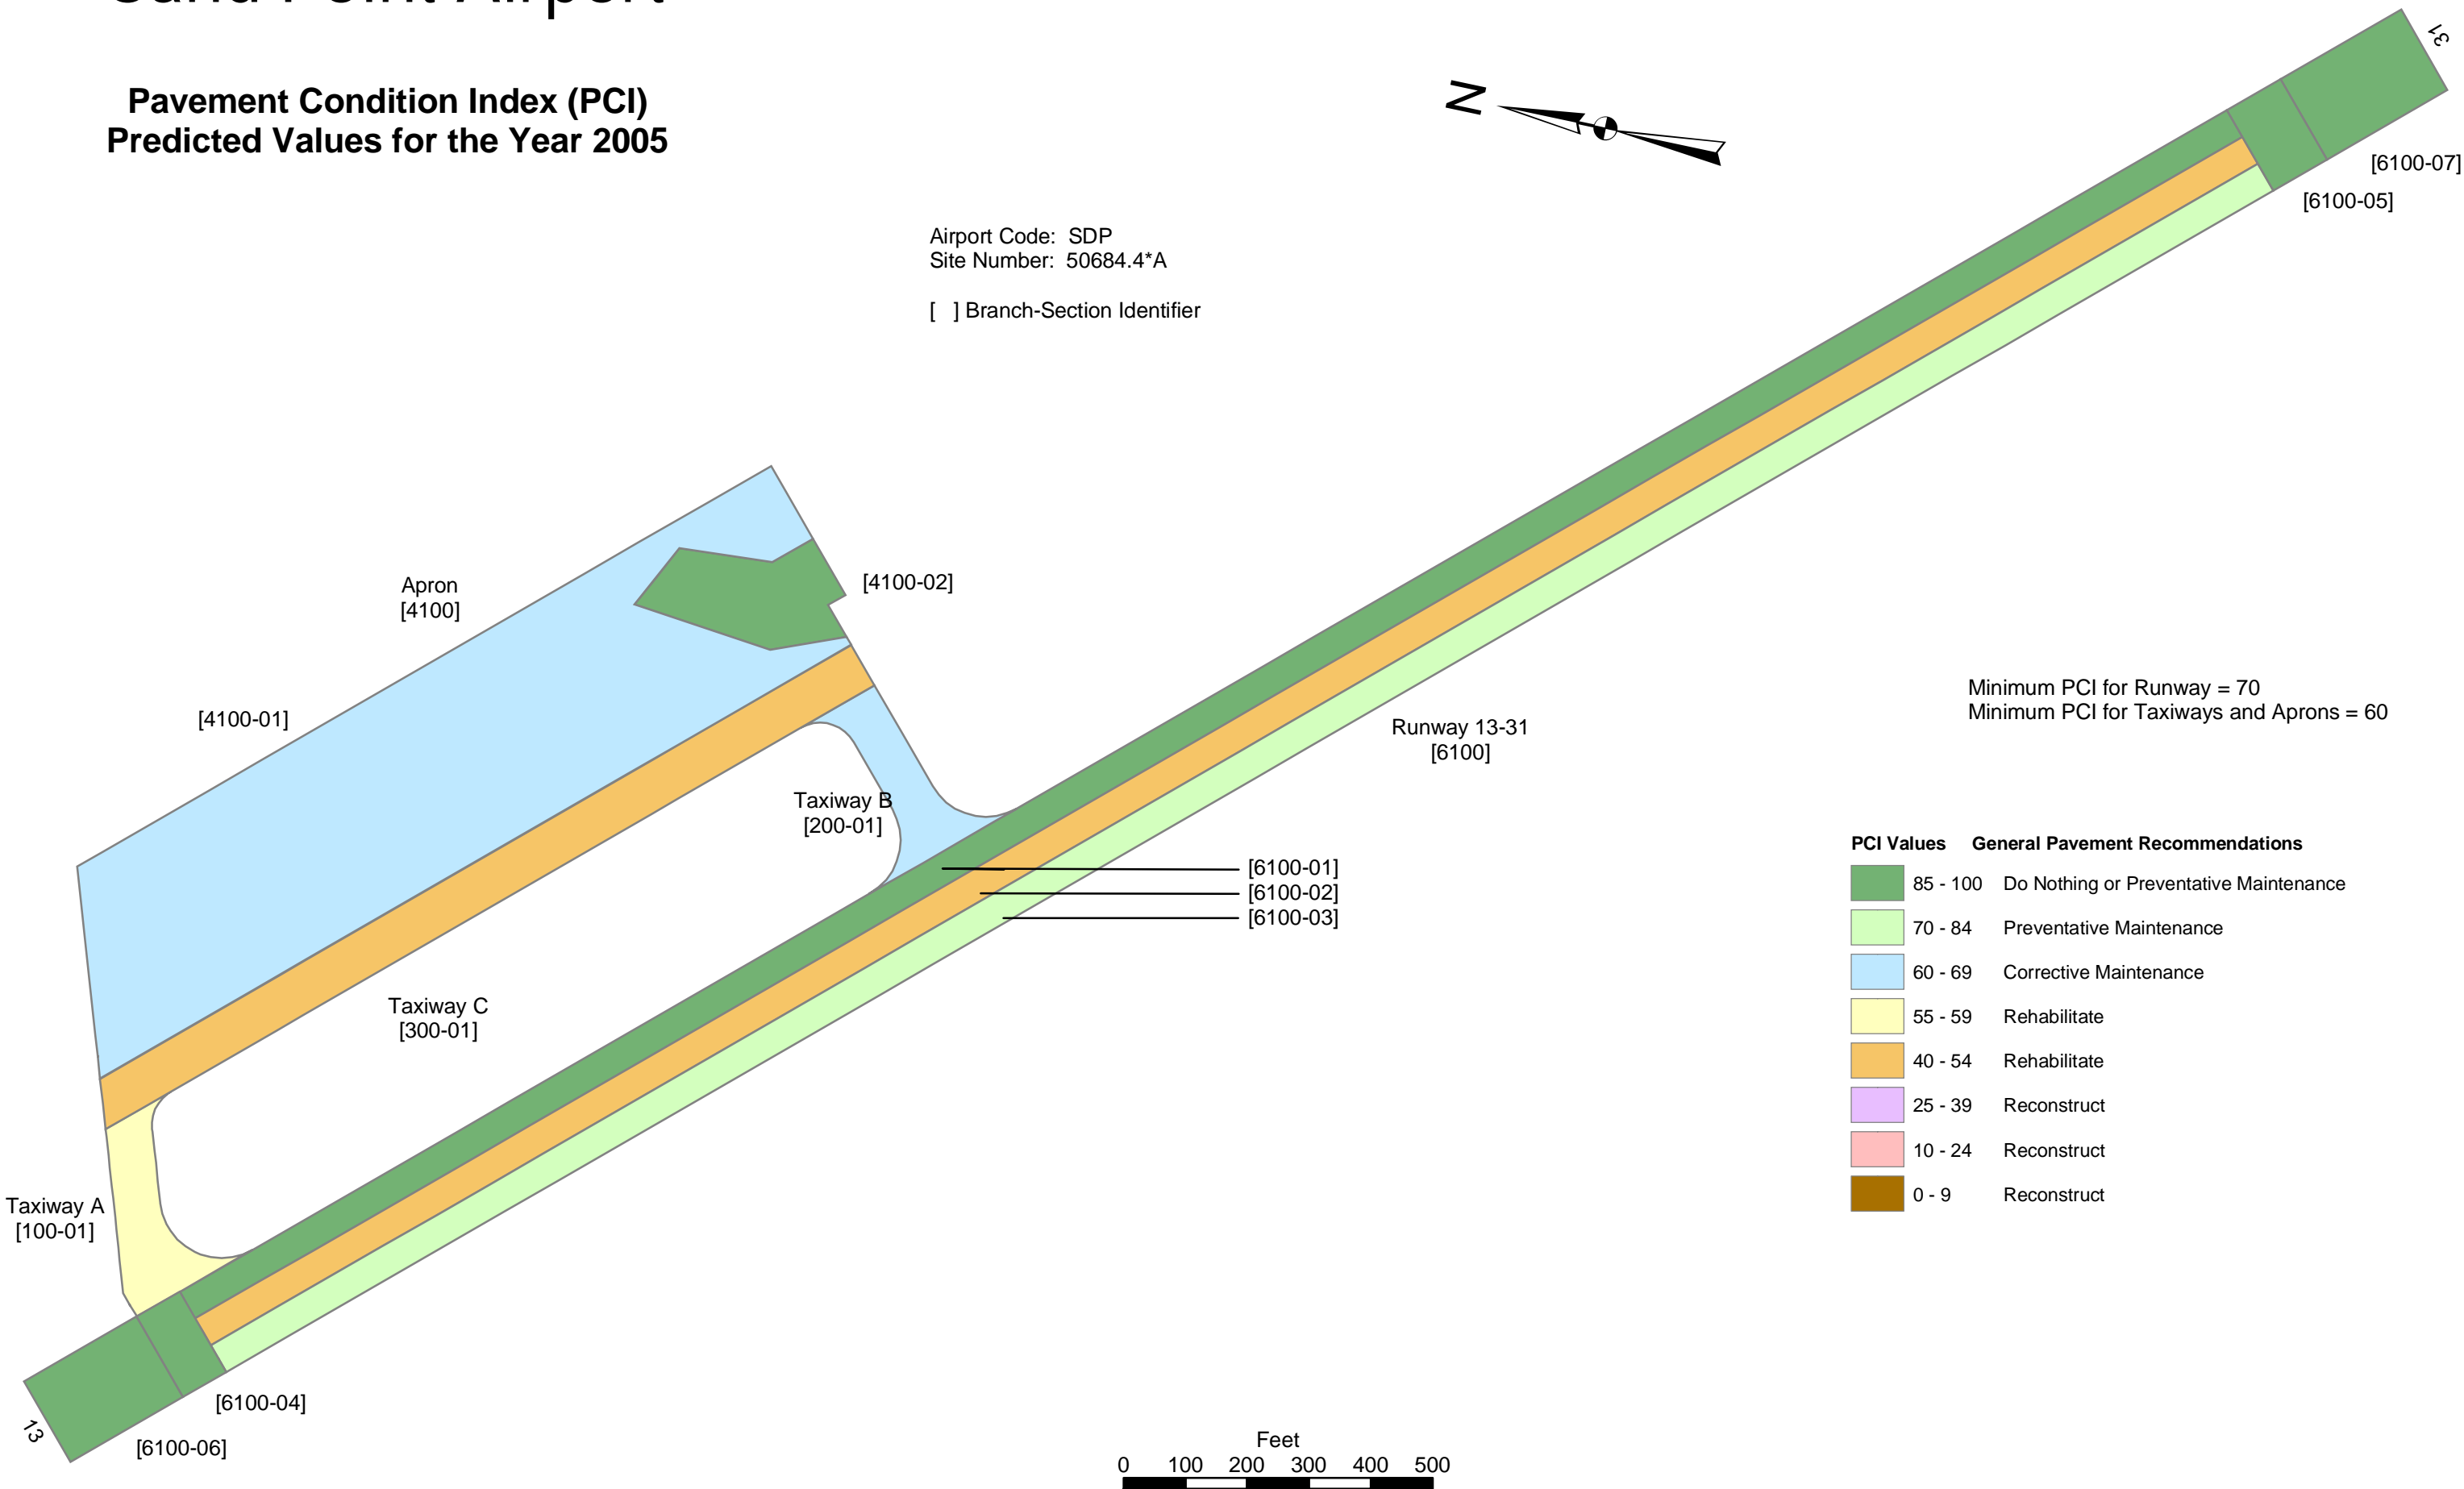 Sand Point Airport
Pavement Condition Index (PCI)
Predicted Values for the Year 2005
N
Airport Code: SDP
Site Number: 50684.4*A
[ ] Branch-Section Identifier
31
[6100-07]
[6100-05]
Apron
[4100]
[4100-02]
[4100-01]
Minimum PCI for Runway = 70
Minimum PCI for Taxiways and Aprons = 60
Runway 13-31
[6100]
Taxiway B
[200-01]
[6100-01]
[6100-02]
[6100-03]
Taxiway C
[300-01]
Taxiway A
[100-01]
PCI Values General Pavement Recommendations
85 - 100 Do Nothing or Preventative Maintenance
70 - 84 Preventative Maintenance
60 - 69 Corrective Maintenance
55 - 59 Rehabilitate
40 - 54 Rehabilitate
25 - 39 Reconstruct
10 - 24 Reconstruct
0 - 9 Reconstruct
[6100-04]
13
[6100-06]
Feet
0 100 200 300 400 500